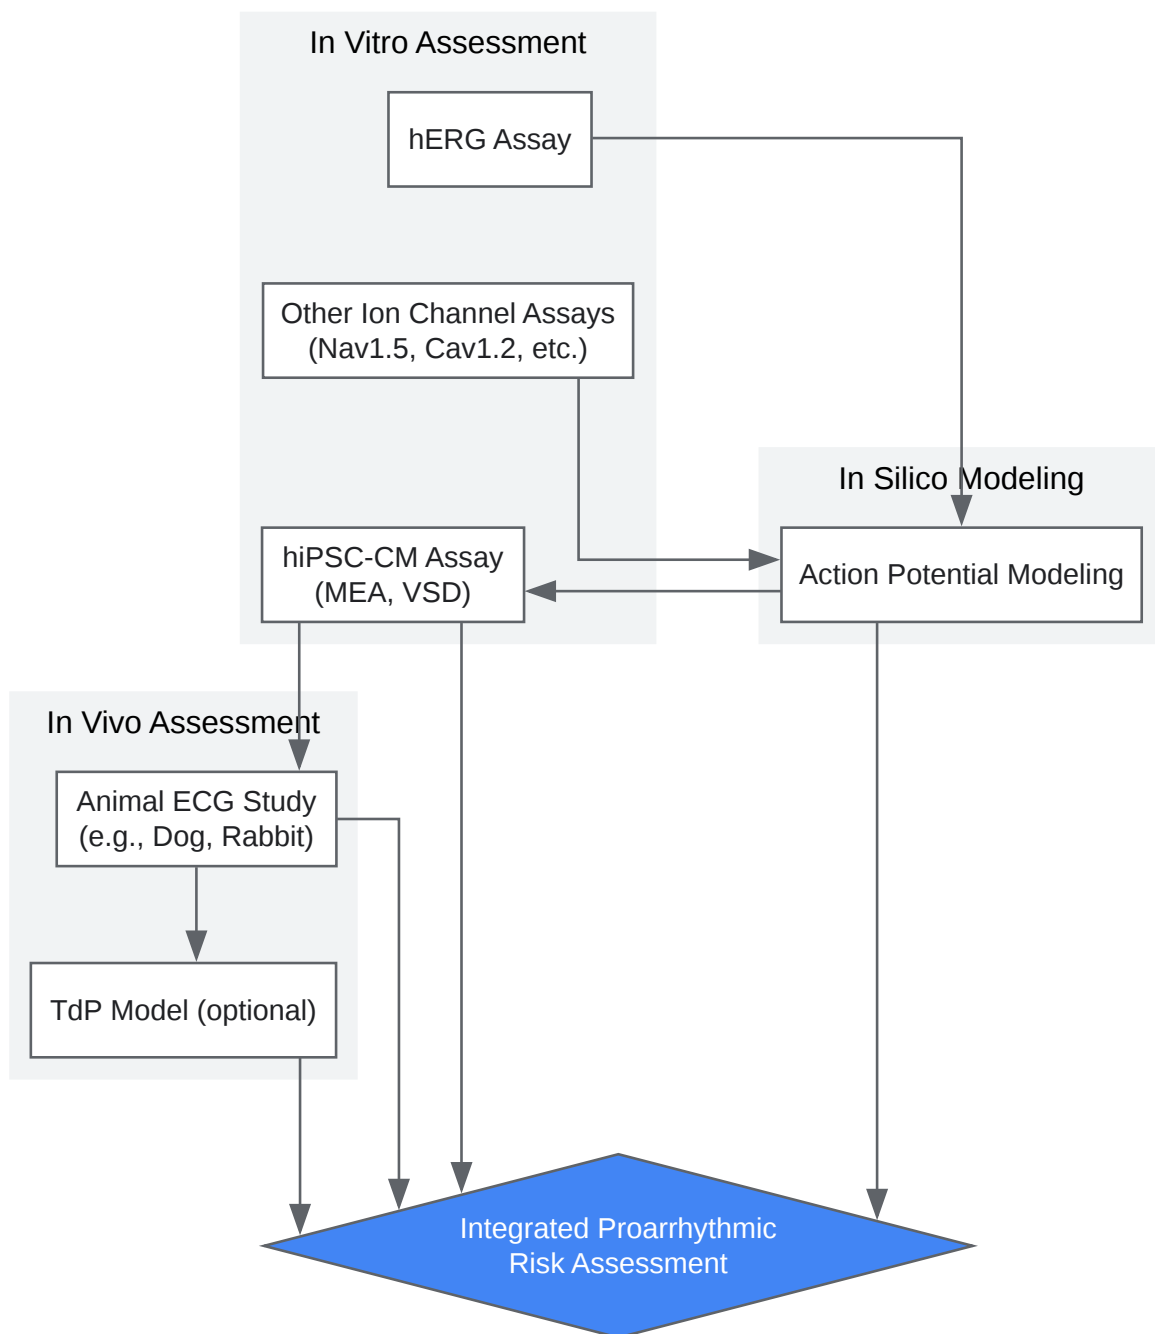 In Vitro Assessment
hERG Assay
Other Ion Channel Assays
(Nav1.5, Cav1.2, etc.)
In Silico Modeling
hiPSC-CM Assay
(MEA, VSD)
Action Potential Modeling
In Vivo Assessment
Animal ECG Study
(e.g., Dog, Rabbit)
TdP Model (optional)
Integrated Proarrhythmic
Risk Assessment